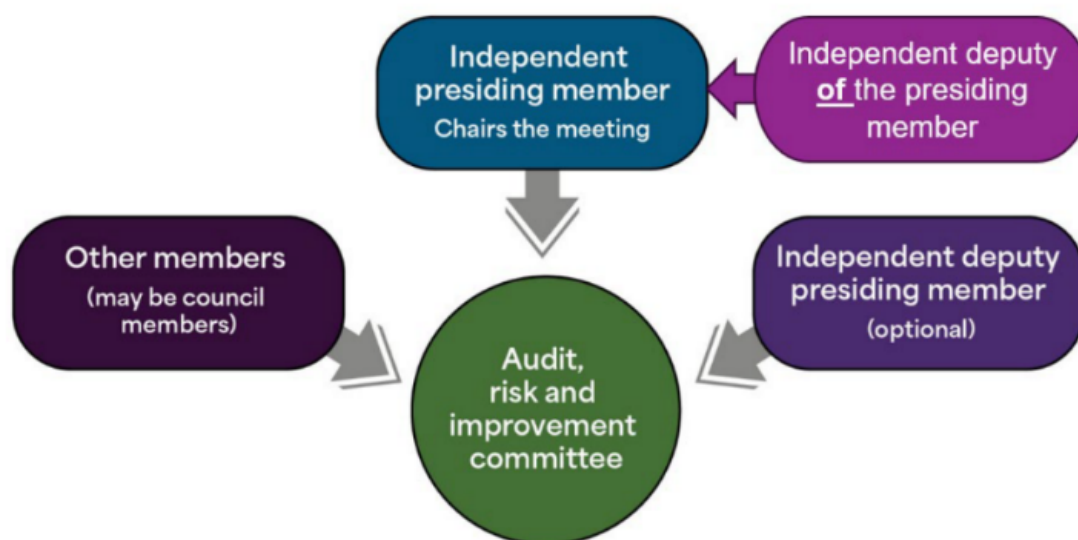 Independent
presiding member
Chairs the meeting
Independent deputy
of the presiding
member
Other members
(may be council
members)
Independent deputy
presiding member
(optional)
Audit,
risk and
improvement
committee